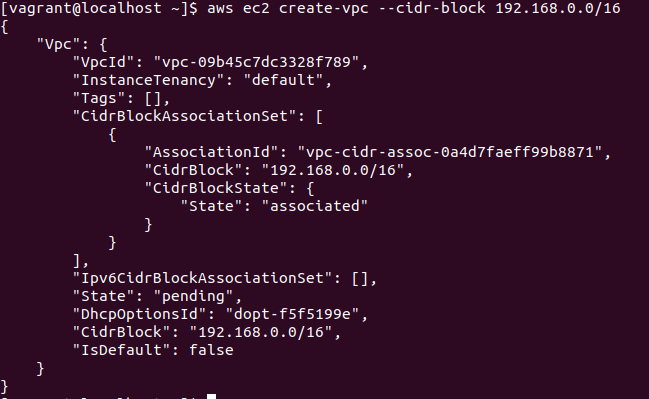 [vagrant@localhost ~]$ aws ec2 create-vpc --cidr-block 192.168.0.0/16
{
    "Vpc": {
        "VpcId": "vpc-09b45c7dc3328f789",
        "InstanceTenancy": "default",
        "Tags": [],
        "CidrBlockAssociationSet": [
            {
                "AssociationId": "vpc-cidr-assoc-0a4d7faeff99b8871",
                "CidrBlock": "192.168.0.0/16",
                "CidrBlockState": {
                    "State": "associated"
                }
            }
        ],
        "Ipv6CidrBlockAssociationSet": [],
        "State": "pending",
        "DhcpOptionsId": "dopt-f5f5199e",
        "CidrBlock": "192.168.0.0/16",
        "IsDefault": false
    }
}